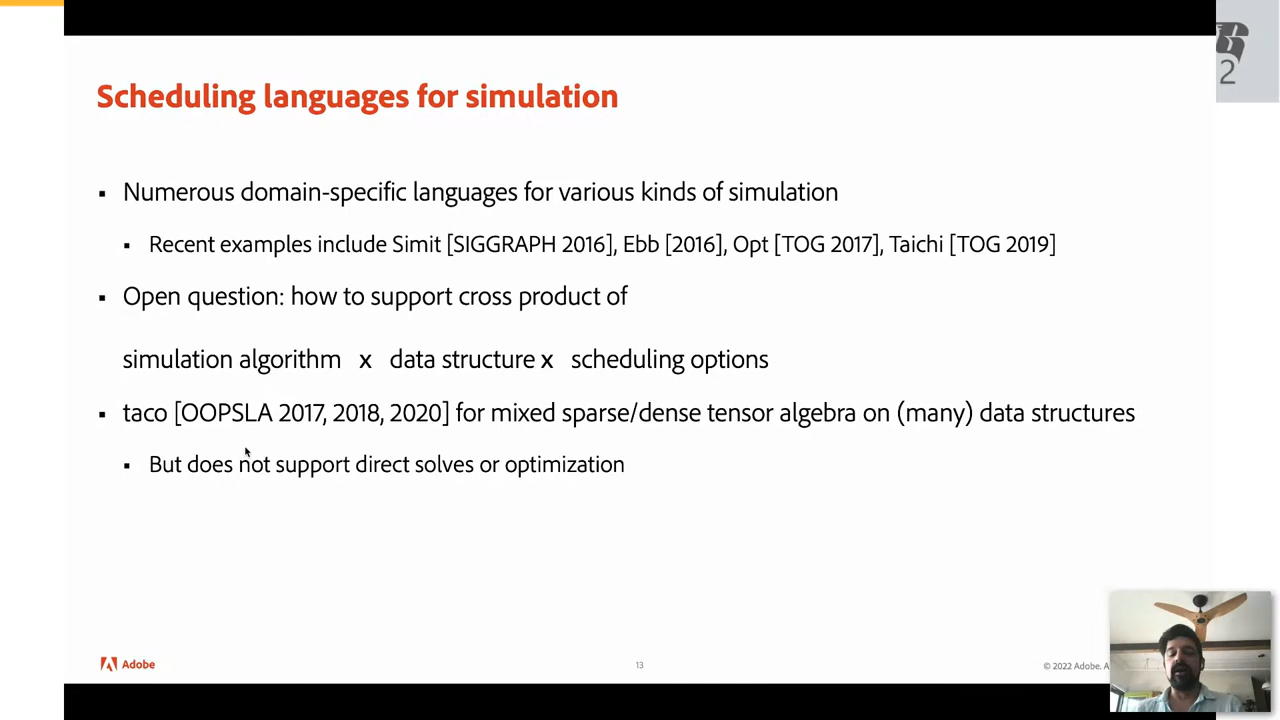 2
Scheduling languages for simulation
▪ Numerous domain-specific languages for various kinds of simulation
▪ Recent examples include Simit [SIGGRAPH 2016], Ebb [2016], Opt [TOG 2017], Taichi [TOG 2019]
▪ Open question: how to support cross product of
simulation algorithm x data structure x scheduling options
▪ taco [OOPSLA 2017, 2018, 2020] for mixed sparse/dense tensor algebra on (many) data structures
▪ But does not support direct solves or optimization
Adobe
13
© 2022 Adobe.